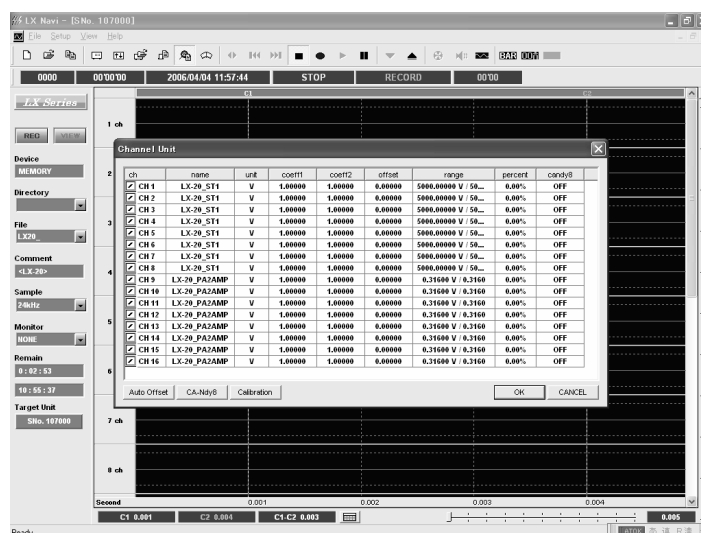 LX Navi - [SNo. 107000]
File Setup View Help
BAR
0000 00'00'00 2006/04/04 11:57:44 STOP RECORD 00'00
LX Series
REC VIEW
Device
MEMORY
Directory
File
LX20_
Comment
<LX-20>
Sample
24kHz
Monitor
NONE
Remain
0 : 02 : 53
10 : 55 : 37
Target Unit
SNo. 107000
C1 C2
1 ch
2
3
4
5
6
7 ch
8 ch
Channel Unit
ch name unit coeff1 coeff2 offset range percent candy8
CH 1 LX-20_ST1 V 1.00000 1.00000 0.00000 5000.00000 V / 50... 0.00% OFF
CH 2 LX-20_ST1 V 1.00000 1.00000 0.00000 5000.00000 V / 50... 0.00% OFF
CH 3 LX-20_ST1 V 1.00000 1.00000 0.00000 5000.00000 V / 50... 0.00% OFF
CH 4 LX-20_ST1 V 1.00000 1.00000 0.00000 5000.00000 V / 50... 0.00% OFF
CH 5 LX-20_ST1 V 1.00000 1.00000 0.00000 5000.00000 V / 50... 0.00% OFF
CH 6 LX-20_ST1 V 1.00000 1.00000 0.00000 5000.00000 V / 50... 0.00% OFF
CH 7 LX-20_ST1 V 1.00000 1.00000 0.00000 5000.00000 V / 50... 0.00% OFF
CH 8 LX-20_ST1 V 1.00000 1.00000 0.00000 5000.00000 V / 50... 0.00% OFF
CH 9 LX-20_PA2AMP V 1.00000 1.00000 0.00000 0.31600 V / 0.3160 0.00% OFF
CH 10 LX-20_PA2AMP V 1.00000 1.00000 0.00000 0.31600 V / 0.3160 0.00% OFF
CH 11 LX-20_PA2AMP V 1.00000 1.00000 0.00000 0.31600 V / 0.3160 0.00% OFF
CH 12 LX-20_PA2AMP V 1.00000 1.00000 0.00000 0.31600 V / 0.3160 0.00% OFF
CH 13 LX-20_PA2AMP V 1.00000 1.00000 0.00000 0.31600 V / 0.3160 0.00% OFF
CH 14 LX-20_PA2AMP V 1.00000 1.00000 0.00000 0.31600 V / 0.3160 0.00% OFF
CH 15 LX-20_PA2AMP V 1.00000 1.00000 0.00000 0.31600 V / 0.3160 0.00% OFF
CH 16 LX-20_PA2AMP V 1.00000 1.00000 0.00000 0.31600 V / 0.3160 0.00% OFF
Auto Offset CA-Ndy8 Calibration OK CANCEL
Second 0.001 0.002 0.003 0.004
C1 0.001 C2 0.004 C1-C2 0.003 0.005
Ready